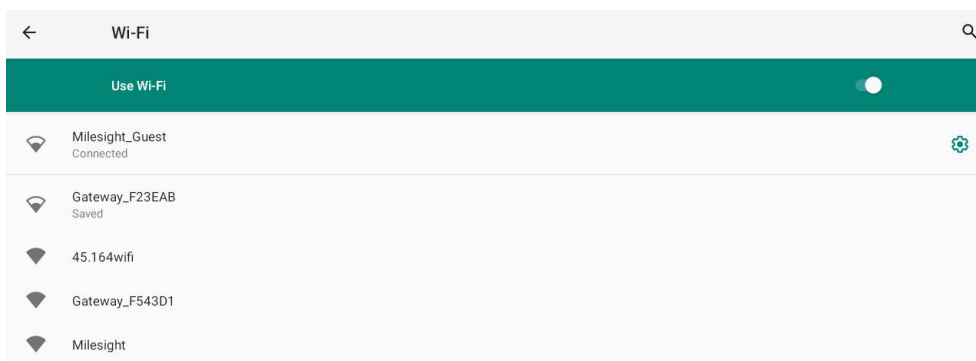 Wi-Fi
Use Wi-Fi
Milesight_Guest
Connected
Gateway_F23EAB
Saved
45.164wifi
Gateway_F543D1
Milesight